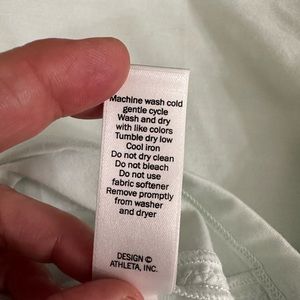 Machine wash cold
gentle cycle
Wash and dry
with like colors
Tumble dry low
Cool iron
Do not dry clean
Do not bleach
Do not use
fabric softener
Remove promptly
from washer
and dryer
DESIGN ©
ATHLETA, INC.